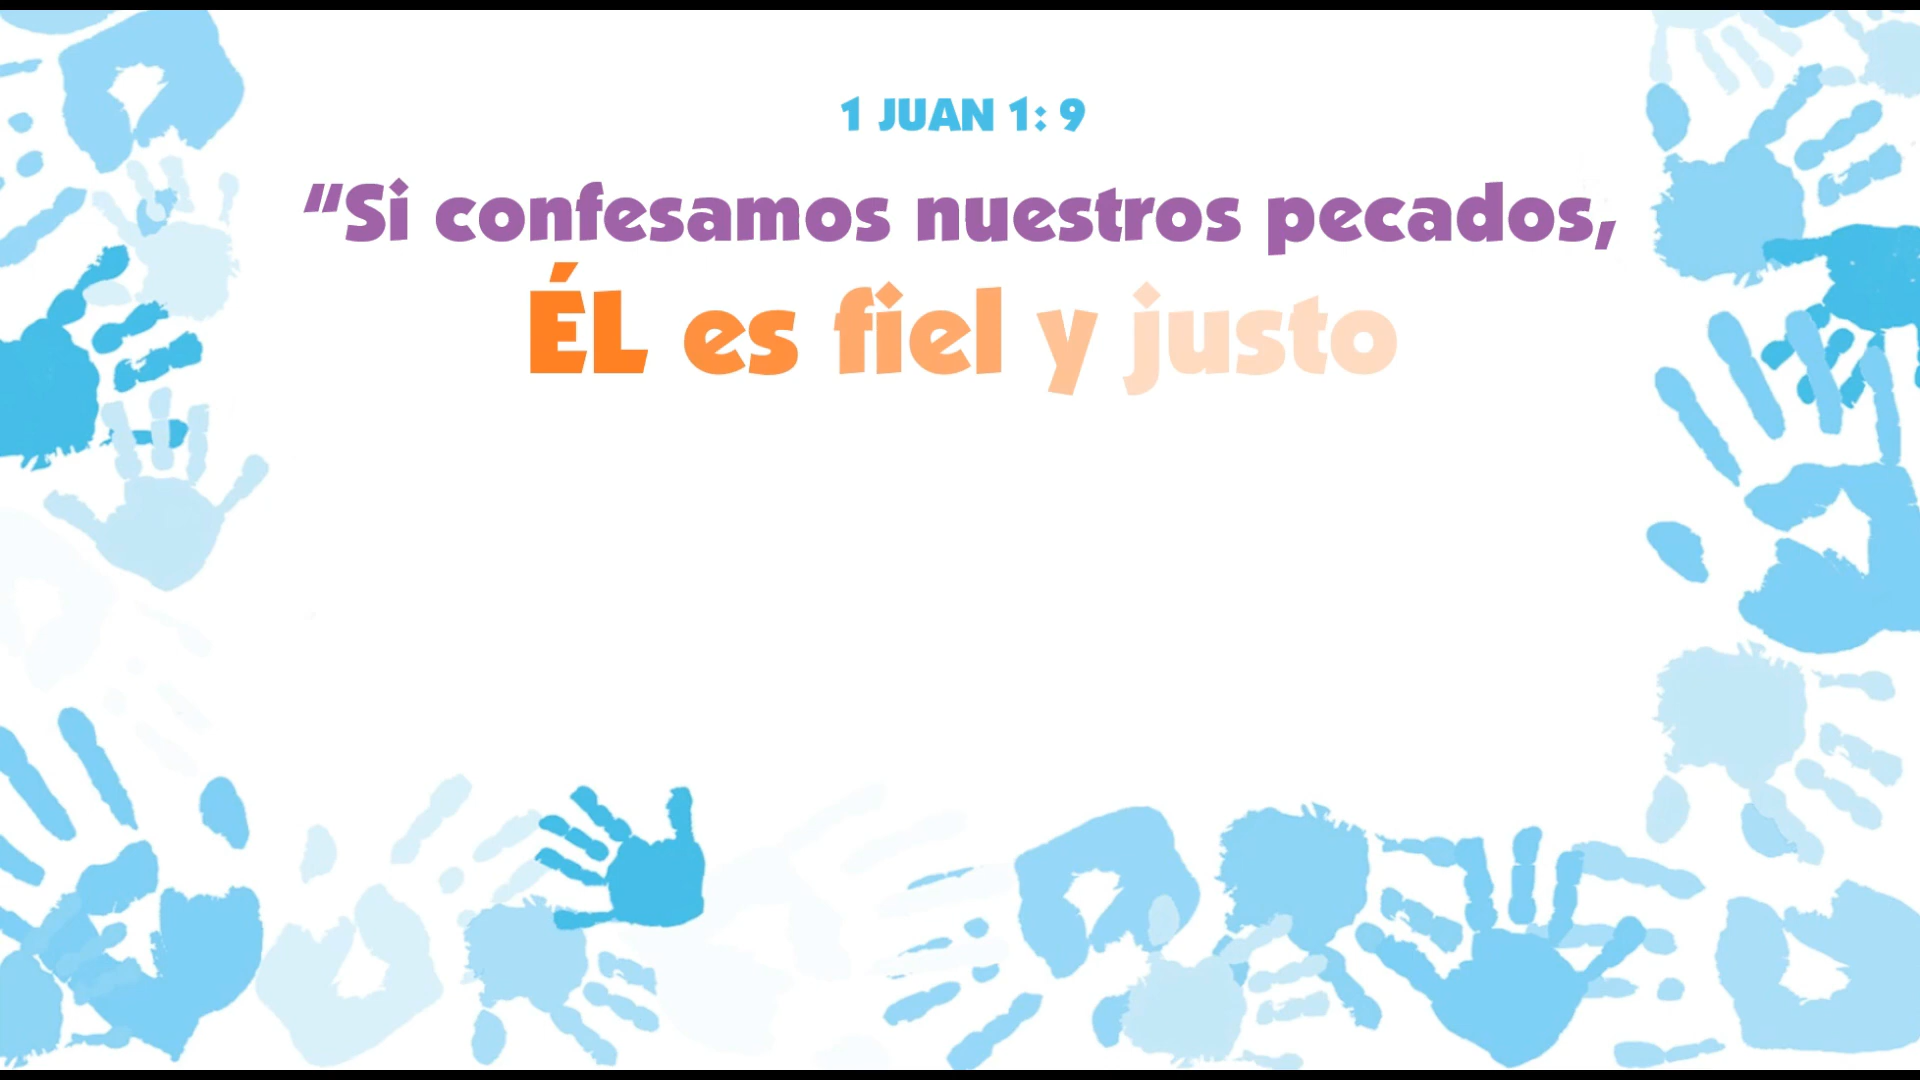 1 JUAN 1: 9
“Si confesamos nuestros pecados,
ÉL es fiel y justo